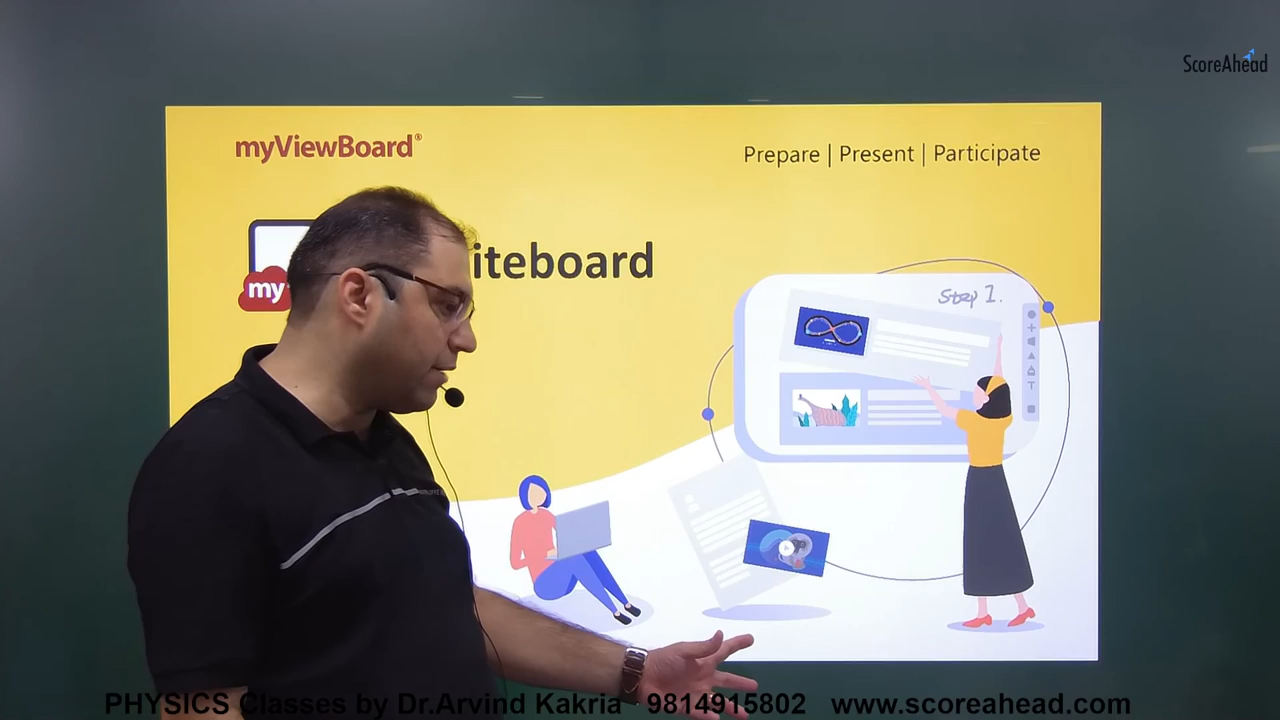 ScoreAhead
myViewBoard®
Prepare | Present | Participate
my
iteboard
Step 1.
T
PHYSICS Classes by Dr.Arvind Kakria 9814915802 www.scoreahead.com